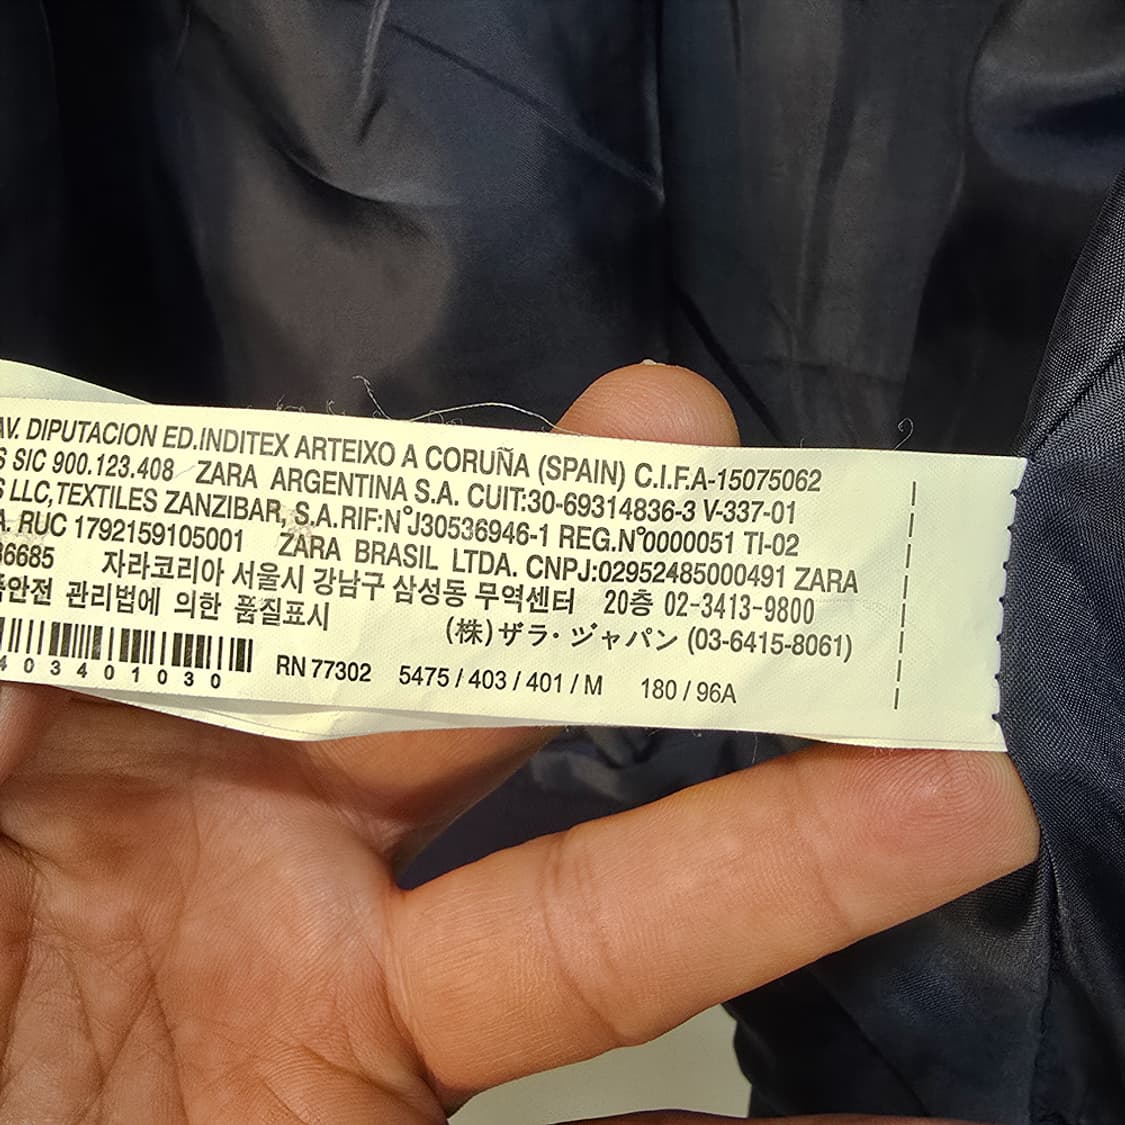 AV. DIPUTACION ED.INDITEX ARTEIXO A CORUÑA (SPAIN) C.I.F.A-15075062
S SIC 900.123.408 ZARA ARGENTINA S.A. CUIT:30-69314836-3 V-337-01
S LLC,TEXTILES ZANZIBAR, S.A.RIF:N°J30536946-1 REG.N°0000051 TI-02
A. RUC 1792159105001 ZARA BRASIL LTDA. CNPJ:02952485000491 ZARA
36685 자라코리아 서울시 강남구 삼성동 무역센터 20층 02-3413-9800
품안전 관리법에 의한 품질표시 (株)ザラ・ジャパン (03-6415-8061)
403401030 RN 77302 5475 / 403 / 401 / M 180 / 96A